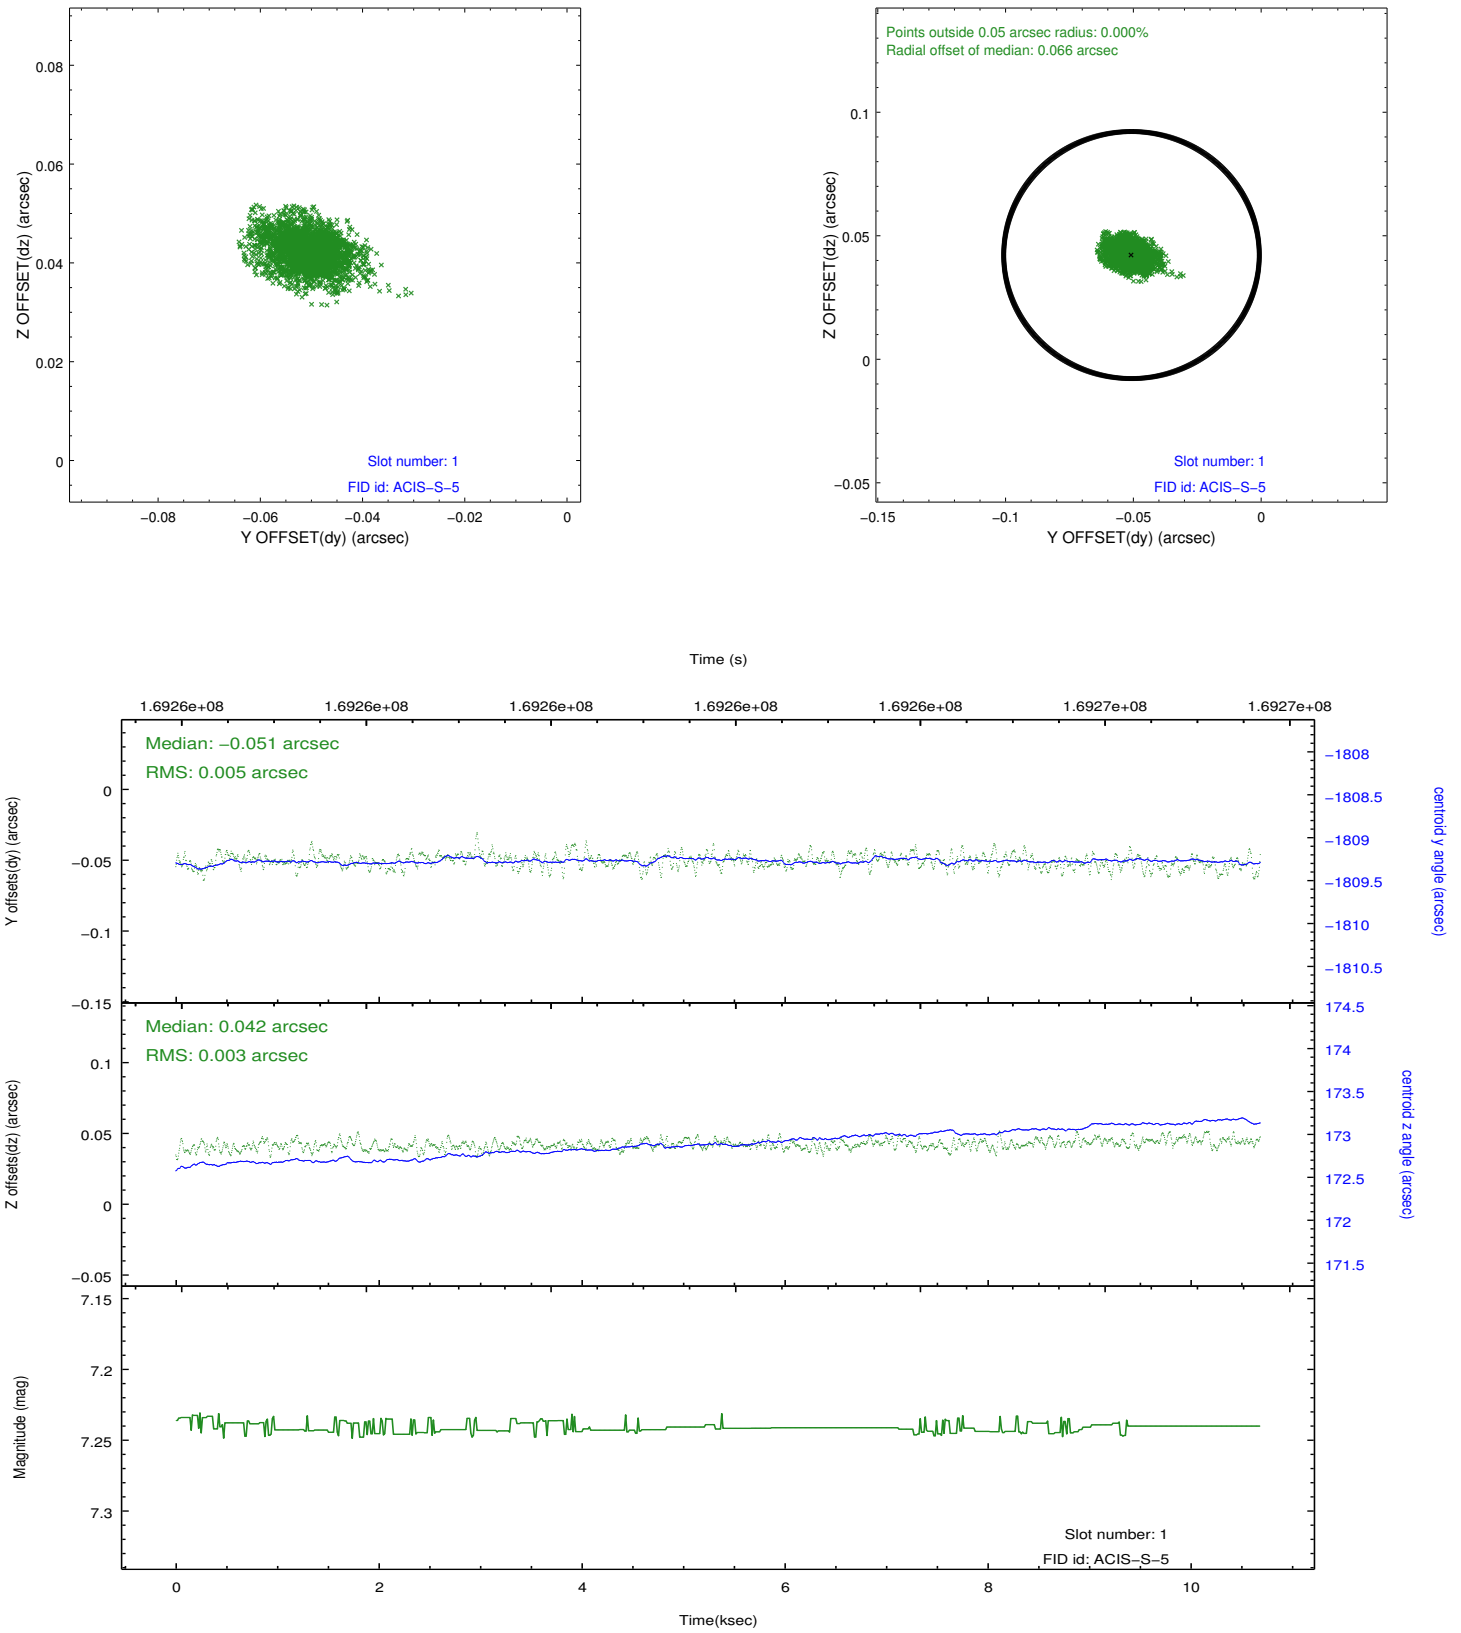 0.08
0.06
0.04
0.02
0
Z OFFSET(dz) (arcsec)
Slot number: 1
FID id: ACIS−S−5
−0.08 −0.06 −0.04 −0.02 0
Y OFFSET(dy) (arcsec)
Points outside 0.05 arcsec radius: 0.000%
Radial offset of median: 0.066 arcsec
0.1
0.05
0
−0.05
Z OFFSET(dz) (arcsec)
Slot number: 1
FID id: ACIS−S−5
−0.15 −0.1 −0.05 0
Y OFFSET(dy) (arcsec)
Time (s)
1.6926e+08 1.6926e+08 1.6926e+08 1.6926e+08 1.6926e+08 1.6927e+08 1.6927e+08
Median: −0.051 arcsec
RMS: 0.005 arcsec
0
−0.05
−0.1
−0.15
Y offsets(dy) (arcsec)
−1808
−1808.5
−1809
−1809.5
−1810
−1810.5
centroid y angle (arcsec)
Median: 0.042 arcsec
RMS: 0.003 arcsec
0.1
0.05
0
−0.05
Z offsets(dz) (arcsec)
174.5
174
173.5
173
172.5
172
171.5
centroid z angle (arcsec)
7.15
7.2
7.25
7.3
Magnitude (mag)
Slot number: 1
FID id: ACIS−S−5
0 2 4 6 8 10
Time(ksec)